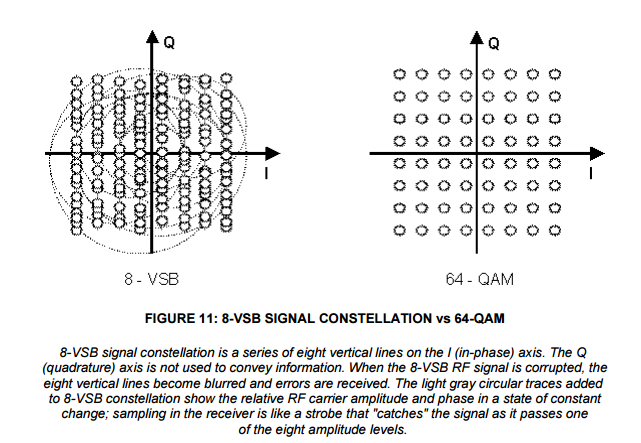 Q
Q
I
I
8 - VSB
64 - QAM
FIGURE 11: 8-VSB SIGNAL CONSTELLATION vs 64-QAM
8-VSB signal constellation is a series of eight vertical lines on the I (in-phase) axis. The Q
(quadrature) axis is not used to convey information. When the 8-VSB RF signal is corrupted, the
eight vertical lines become blurred and errors are received. The light gray circular traces added
to 8-VSB constellation show the relative RF carrier amplitude and phase in a state of constant
change; sampling in the receiver is like a strobe that "catches" the signal as it passes one
of the eight amplitude levels.